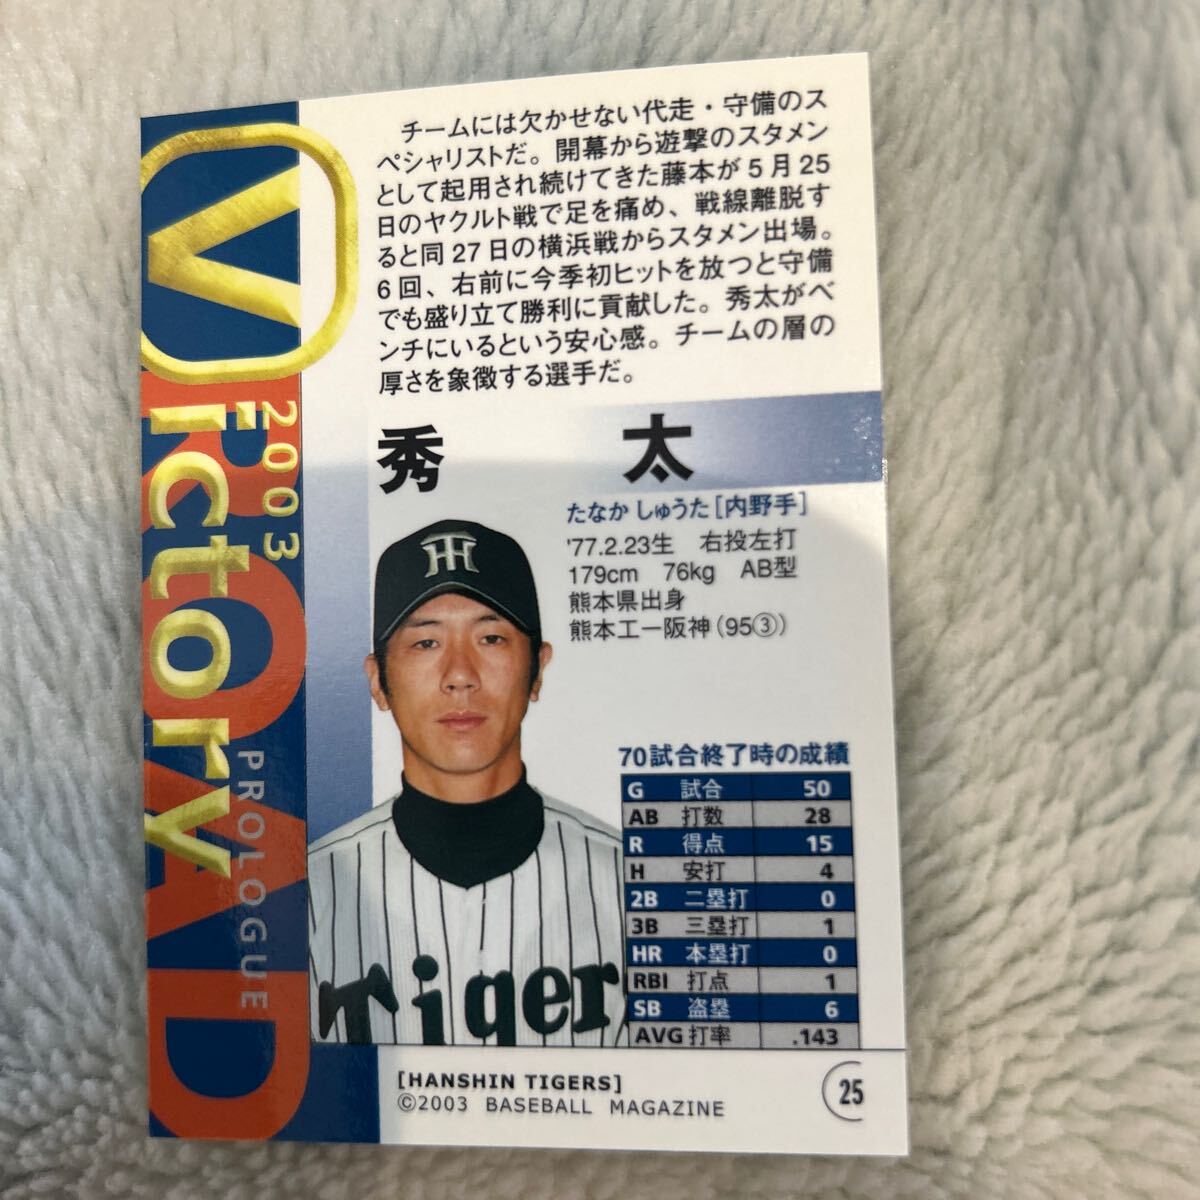 チームには欠かせない代走・守備のス
ペシャリストだ。開幕から遊撃のスタメン
として起用され続けてきた藤本が5月25
日のヤクルト戦で足を痛め、戦線離脱す
ると同27日の横浜戦からスタメン出場。
6回、右前に今季初ヒットを放つと守備
でも盛り立て勝利に貢献した。秀太がベ
ンチにいるという安心感。チームの層の
厚さを象徴する選手だ。
Victory
2003
ROAD
PROLOGUE
秀太
たなか しゅうた [内野手]
'77.2.23生 右投左打
179cm 76kg AB型
熊本県出身
熊本工ー阪神(95③)
TH
Tiger
70試合終了時の成績
G 試合 50
AB 打数 28
R 得点 15
H 安打 4
2B 二塁打 0
3B 三塁打 1
HR 本塁打 0
RBI 打点 1
SB 盗塁 6
AVG 打率 .143
[HANSHIN TIGERS]
©2003 BASEBALL MAGAZINE
25